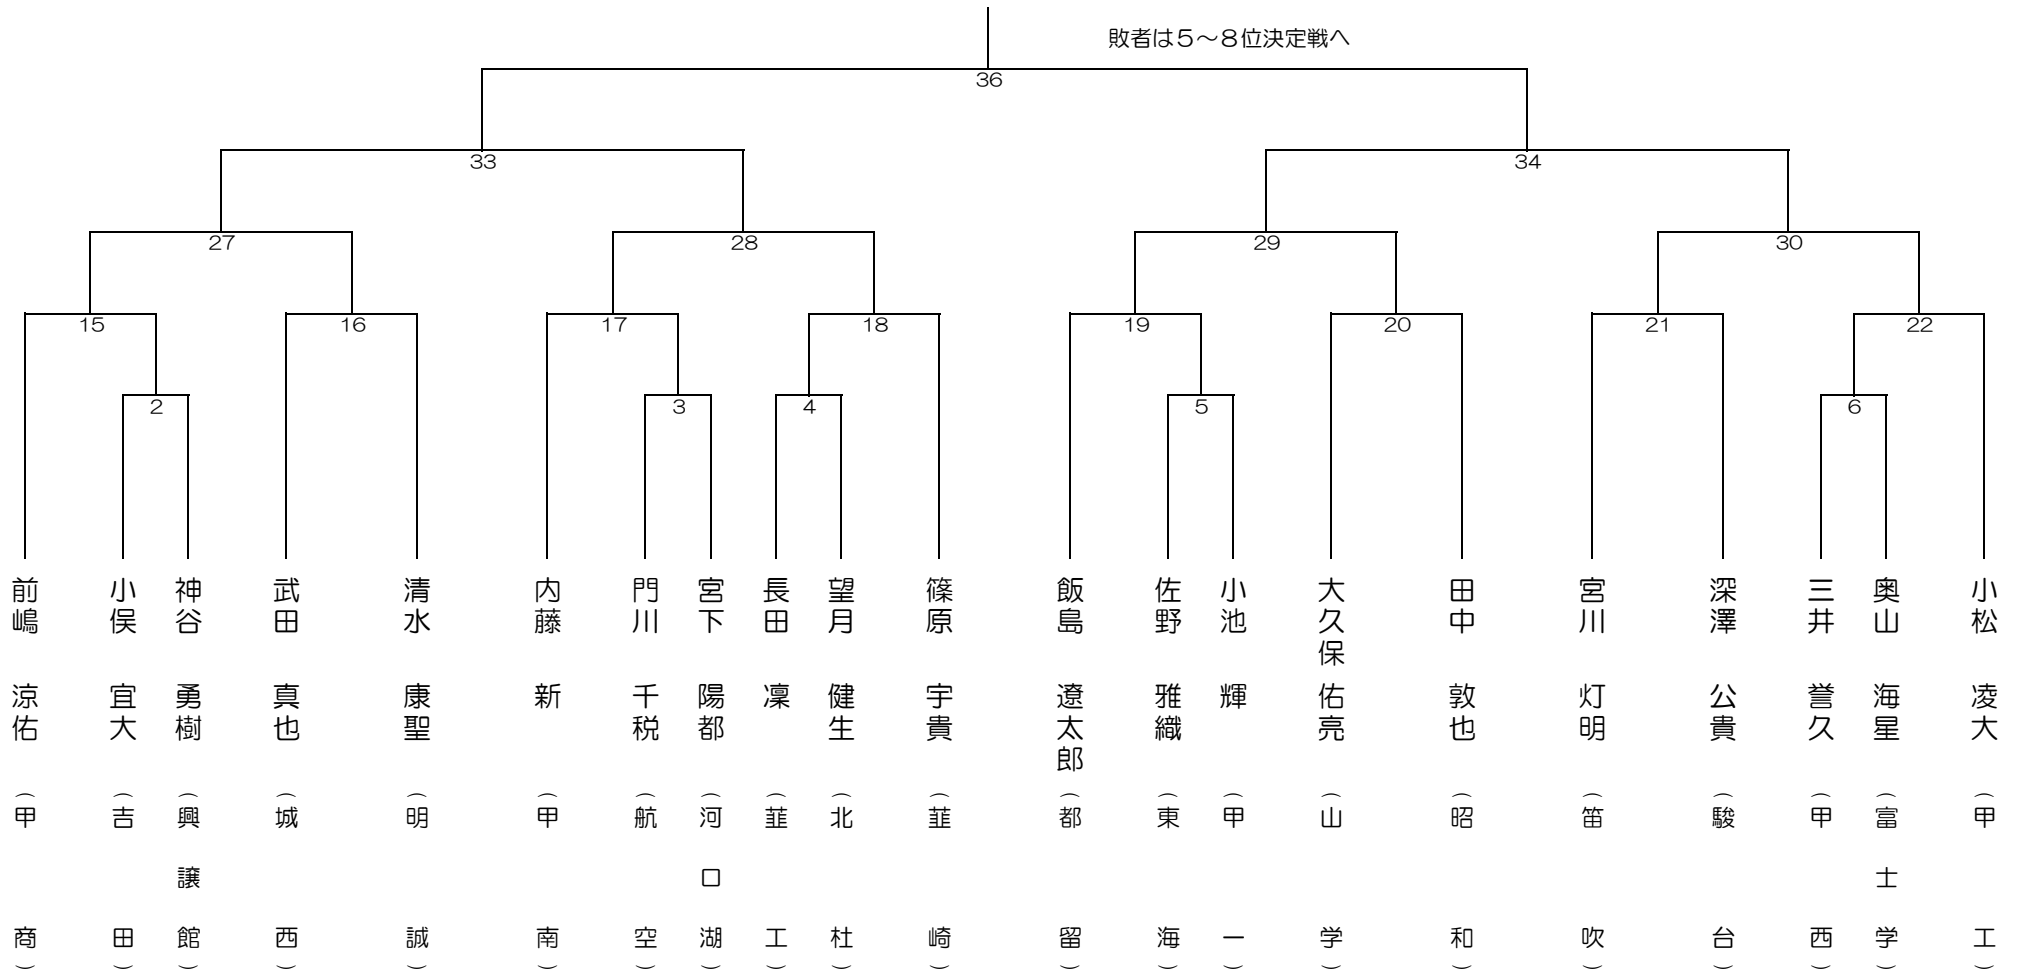 敗者は５～８位決定戦へ
36
33
34
27
28
29
30
15
16
17
18
19
20
21
22
2
3
4
5
6
前嶋 涼佑 （甲商）
小俣 宜大 （吉田）
神谷 勇樹 （興譲館）
武田 真也 （城西）
清水 康聖 （明誠）
内藤 新 （甲南）
門川 千税 （航空）
宮下 陽都 （河口湖）
長田 凜 （韮工）
望月 健生 （北杜）
篠原 宇貴 （韮崎）
飯島 遼太郎 （都留）
佐野 雅織 （東海）
小池 輝 （甲一）
大久保 佑亮 （山学）
田中 敦也 （昭和）
宮川 灯明 （笛吹）
深澤 公貴 （駿台）
三井 誉久 （甲西）
奥山 海星 （富士学）
小松 凌大 （甲工）